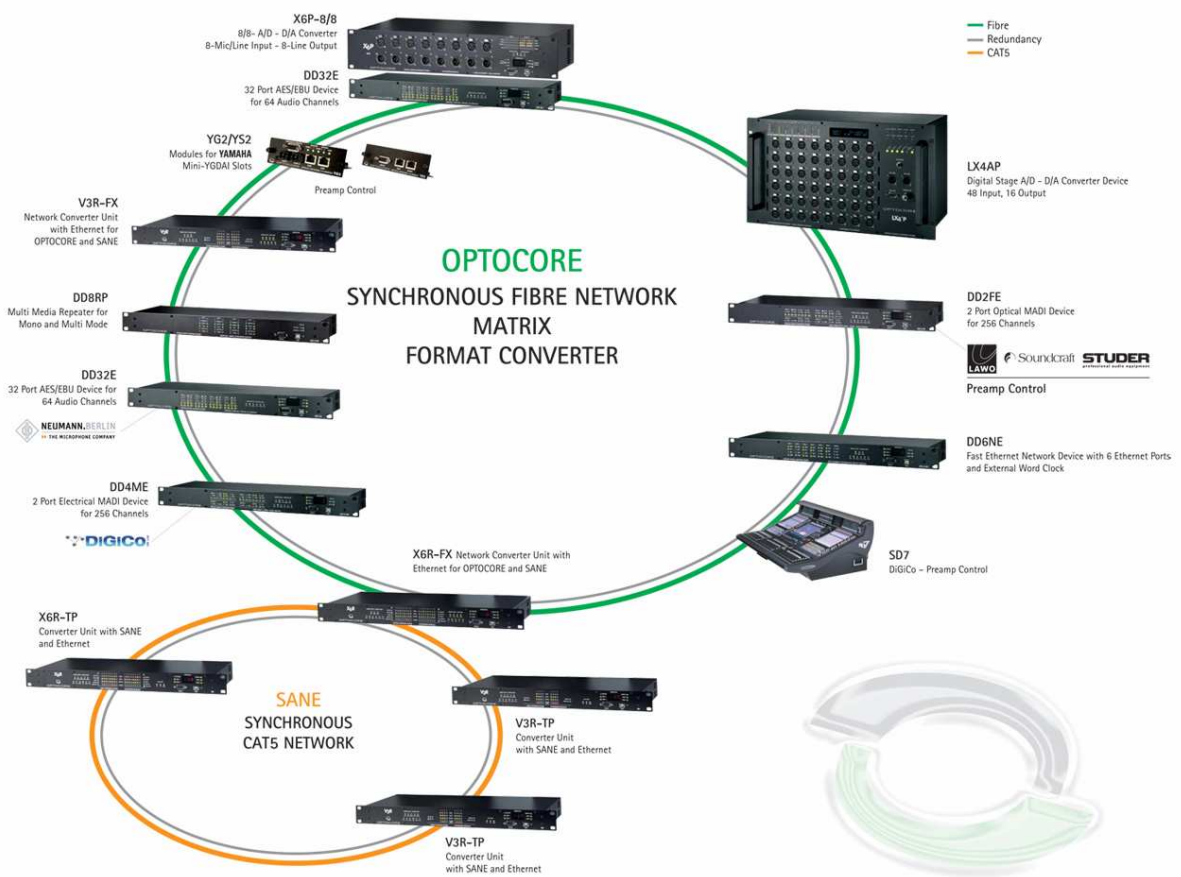 X6P-8/8
8/8- A/D - D/A Converter
8-Mic/Line Input - 8-Line Output
DD32E
32 Port AES/EBU Device
for 64 Audio Channels
YG2/YS2
Modules for YAMAHA
Mini-YGDAI Slots
Preamp Control
V3R-FX
Network Converter Unit
with Ethernet for
OPTOCORE and SANE
DD8RP
Multi Media Repeater for
Mono and Multi Mode
DD32E
32 Port AES/EBU Device for
64 Audio Channels
NEUMANN.BERLIN
THE MICROPHONE COMPANY
DD4ME
2 Port Electrical MADI Device
for 256 Channels
DiGiCo
Fibre
Redundancy
CAT5
LX4AP
Digital Stage A/D - D/A Converter Device
48 Input, 16 Output
OPTOCORE
SYNCHRONOUS FIBRE NETWORK
MATRIX
FORMAT CONVERTER
DD2FE
2 Port Optical MADI Device
for 256 Channels
LAWO
Soundcraft
STUDER
professional audio equipment
Preamp Control
DD6NE
Fast Ethernet Network Device with 6 Ethernet Ports
and External Word Clock
SD7
DiGiCo – Preamp Control
X6R-FX Network Converter Unit with
Ethernet for OPTOCORE and SANE
X6R-TP
Converter Unit with SANE
and Ethernet
SANE
SYNCHRONOUS
CAT5 NETWORK
V3R-TP
Converter Unit
with SANE and Ethernet
V3R-TP
Converter Unit
with SANE and Ethernet